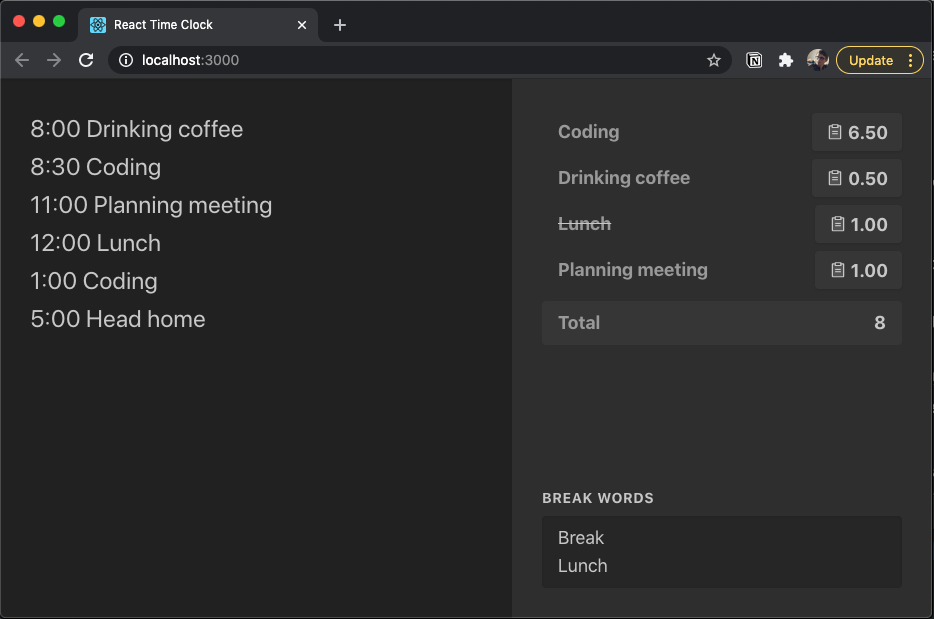 React Time Clock
localhost:3000
Update
8:00 Drinking coffee
8:30 Coding
11:00 Planning meeting
12:00 Lunch
1:00 Coding
5:00 Head home
Coding 6.50
Drinking coffee 0.50
Lunch 1.00
Planning meeting 1.00
Total 8
BREAK WORDS
Break
Lunch